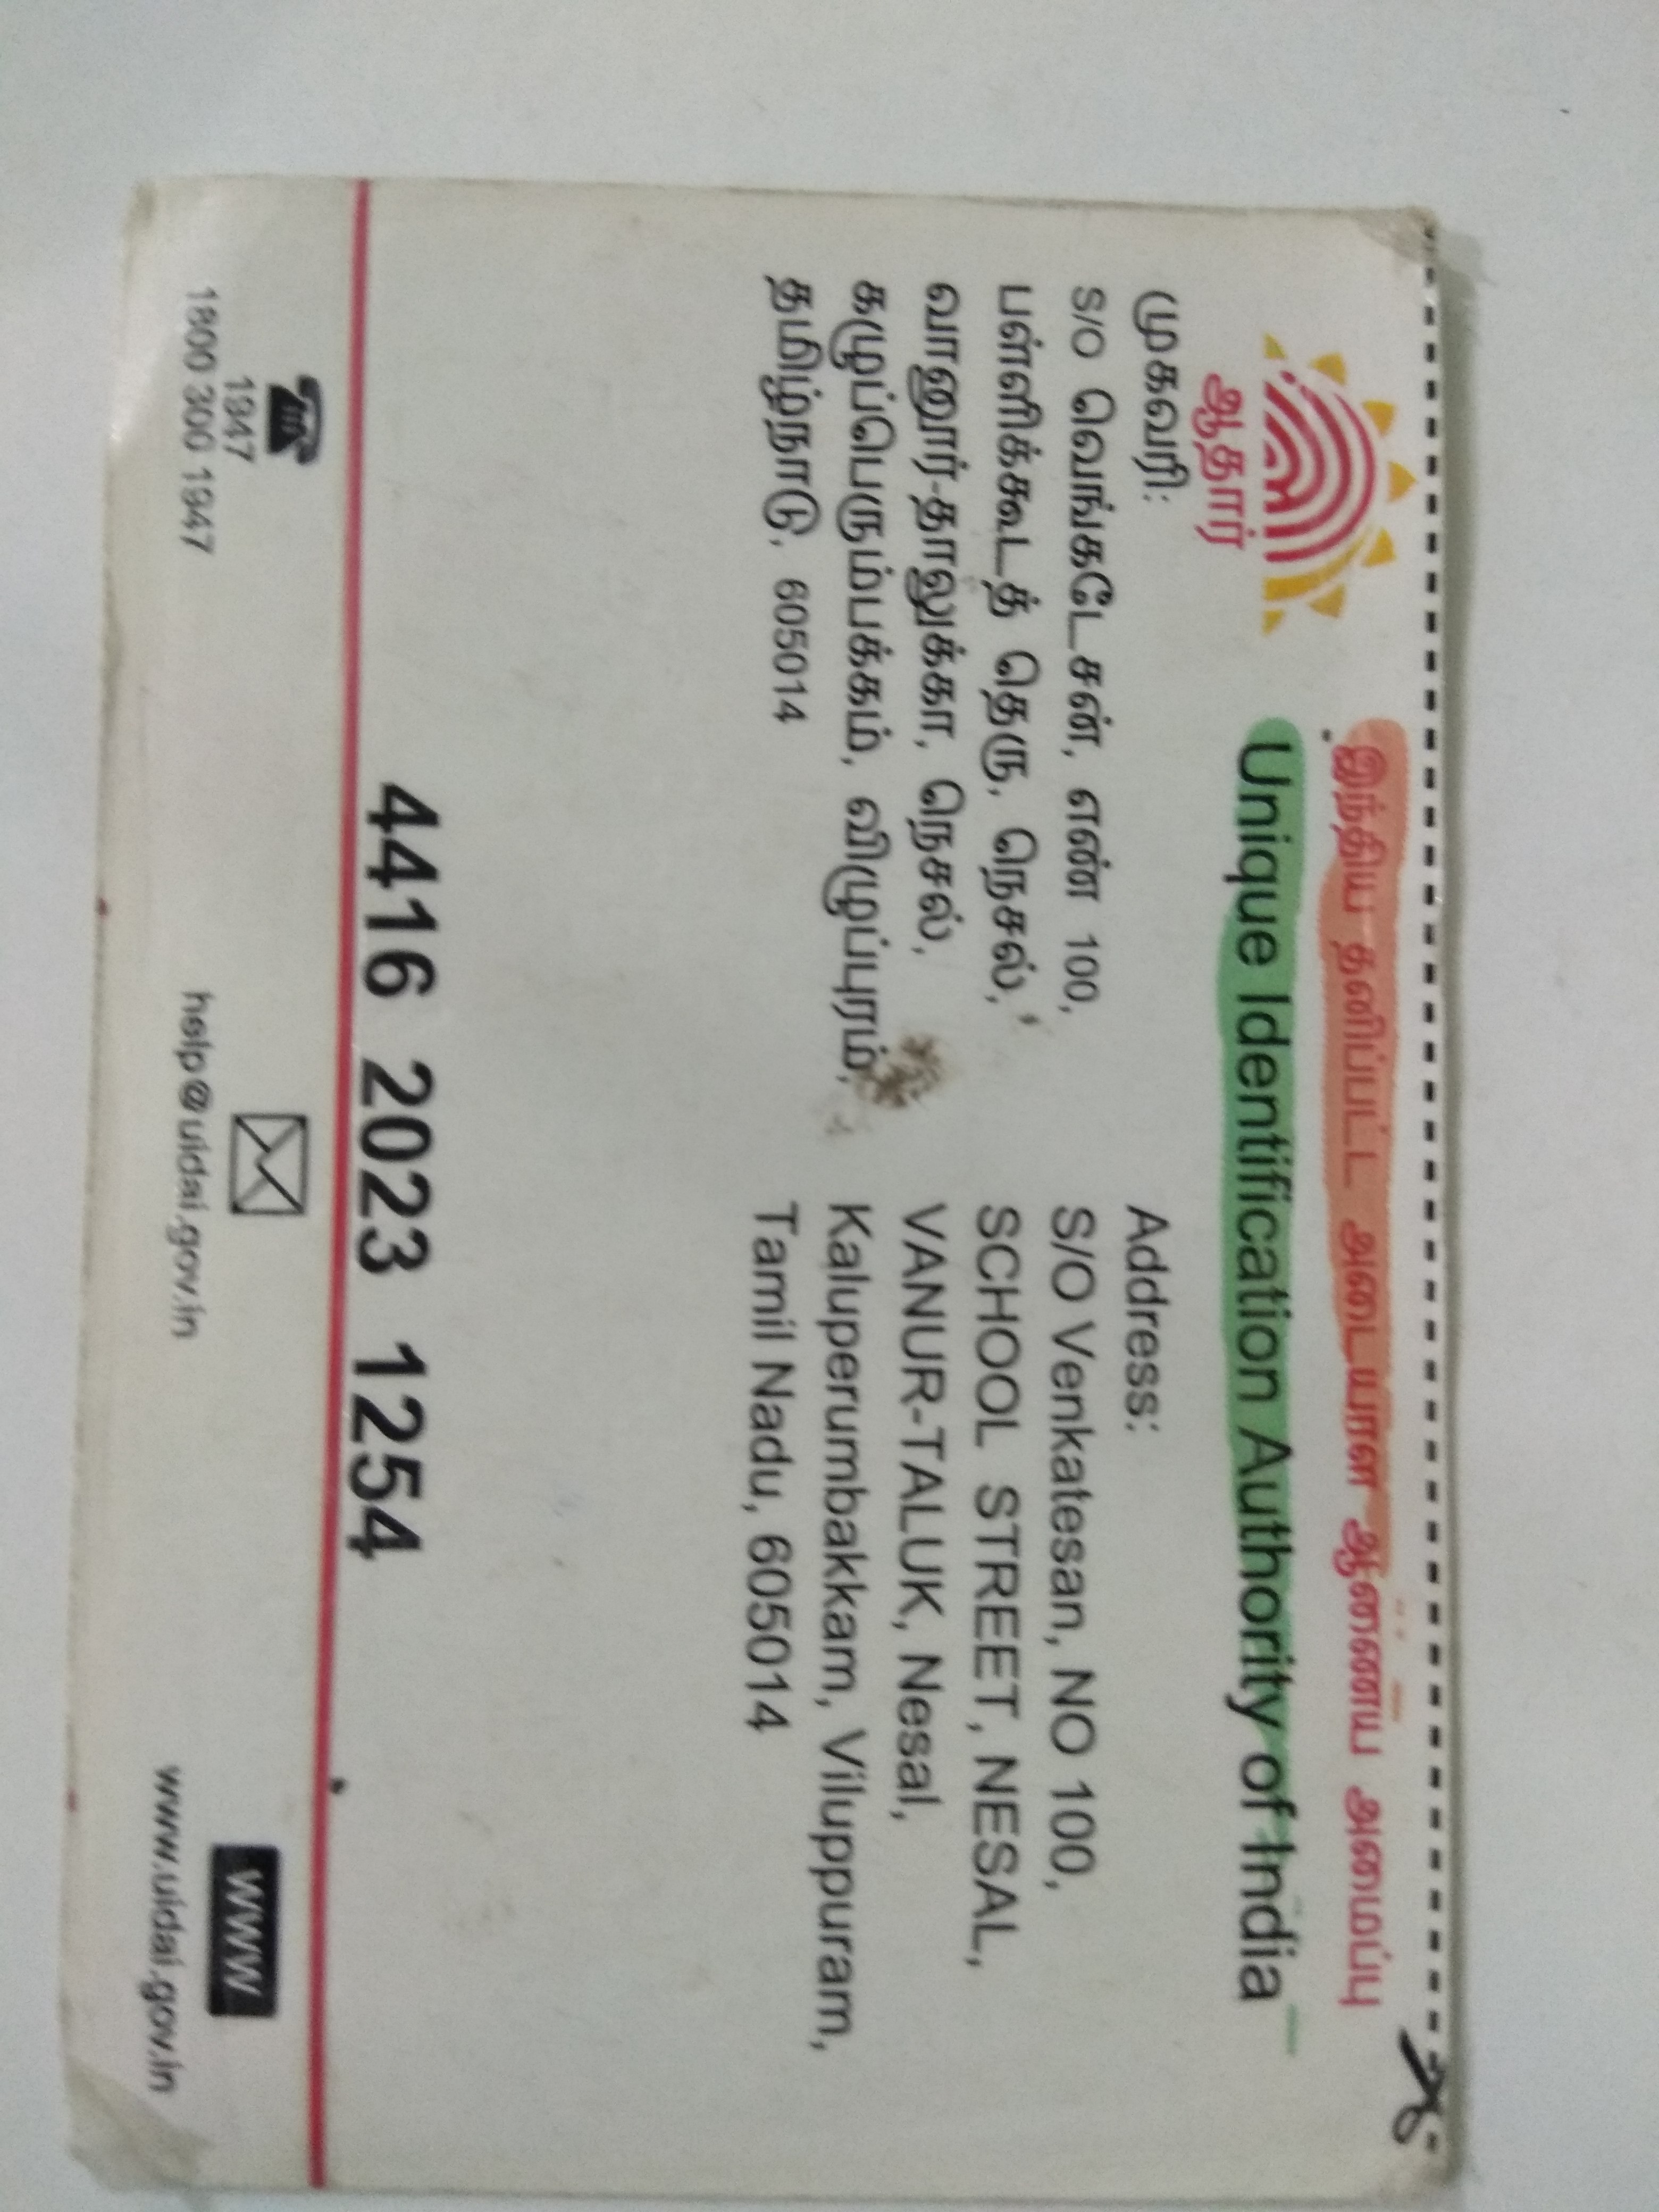 இந்திய தனிப்பட்ட அடையாள ஆணைய அமைப்பு
Unique Identification Authority of India
ஆதார்
முகவரி:
S/O வெங்கடேசன், எண் 100,
பள்ளிக்கூடத் தெரு, நெசல்,
வானூர்-தாலுக்கா, நெசல்,
கழுப்பெரும்பக்கம், விழுப்புரம்,
தமிழ்நாடு, 605014
Address:
S/O Venkatesan, NO 100,
SCHOOL STREET, NESAL,
VANUR-TALUK, Nesal,
Kaluperumbakkam, Viluppuram,
Tamil Nadu, 605014
4416 2023 1254
1947
1800 300 1947
help@uidai.gov.in
WWW
www.uidai.gov.in